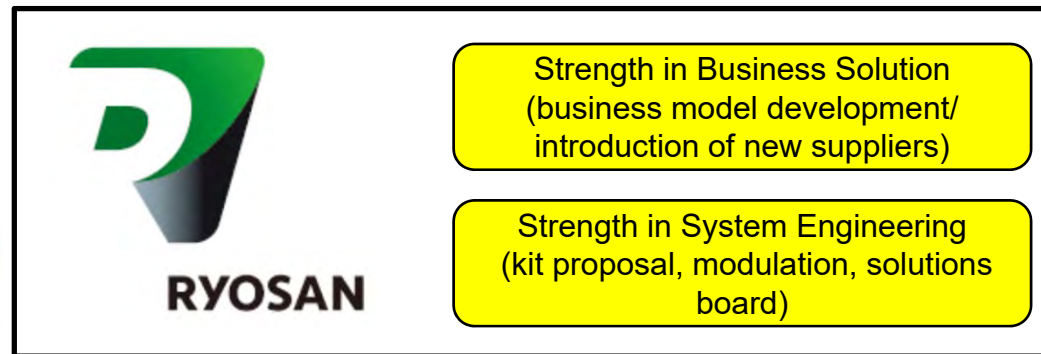 RYOSAN
Strength in Business Solution
(business model development/
introduction of new suppliers)
Strength in System Engineering
(kit proposal, modulation, solutions
board)